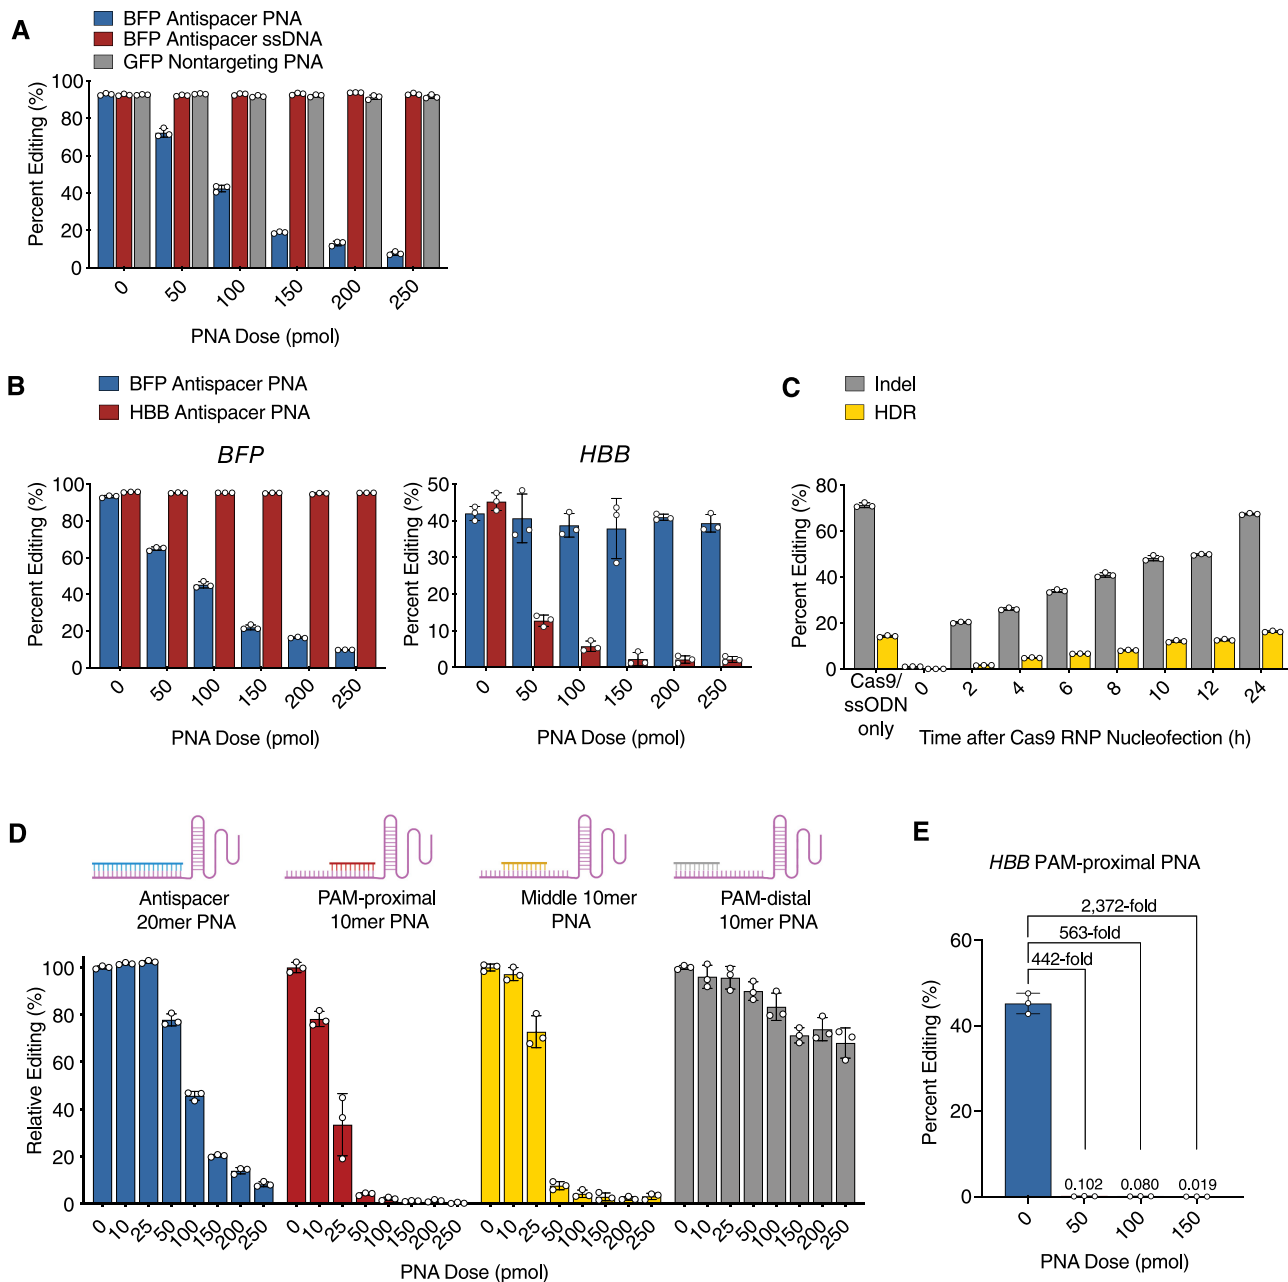 A
BFP Antispacer PNA
BFP Antispacer ssDNA
GFP Nontargeting PNA
Percent Editing (%)
100
80
60
40
20
0
0 50 100 150 200 250
PNA Dose (pmol)
B
BFP Antispacer PNA
HBB Antispacer PNA
BFP
Percent Editing (%)
100
80
60
40
20
0
0 50 100 150 200 250
PNA Dose (pmol)
HBB
Percent Editing (%)
50
40
30
20
10
0
0 50 100 150 200 250
PNA Dose (pmol)
C
Indel
HDR
Percent Editing (%)
80
60
40
20
0
Cas9/
ssODN
only
0 2 4 6 8 10 12 24
Time after Cas9 RNP Nucleofection (h)
D
Antispacer
20mer PNA
PAM-proximal
10mer PNA
Middle 10mer
PNA
PAM-distal
10mer PNA
Relative Editing (%)
100
80
60
40
20
0
0 10 25 50 100 150 200 250
0 10 25 50 100 150 200 250
0 10 25 50 100 150 200 250
0 10 25 50 100 150 200 250
PNA Dose (pmol)
E
HBB PAM-proximal PNA
2,372-fold
563-fold
442-fold
Percent Editing (%)
60
40
20
0
0.102 0.080 0.019
0 50 100 150
PNA Dose (pmol)